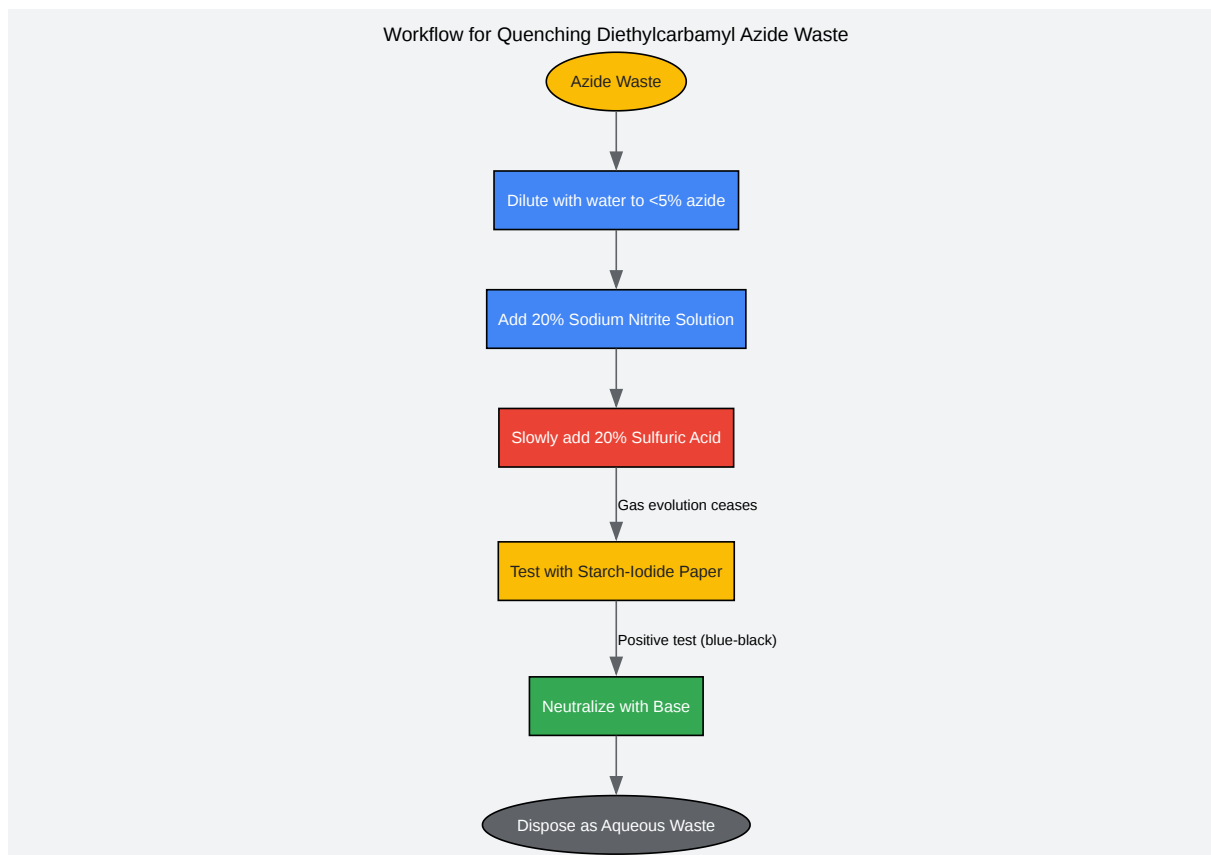 Workflow for Quenching Diethylcarbamyl Azide Waste
Azide Waste
Dilute with water to <5% azide
Add 20% Sodium Nitrite Solution
Slowly add 20% Sulfuric Acid
Gas evolution ceases
Test with Starch-Iodide Paper
Positive test (blue-black)
Neutralize with Base
Dispose as Aqueous Waste